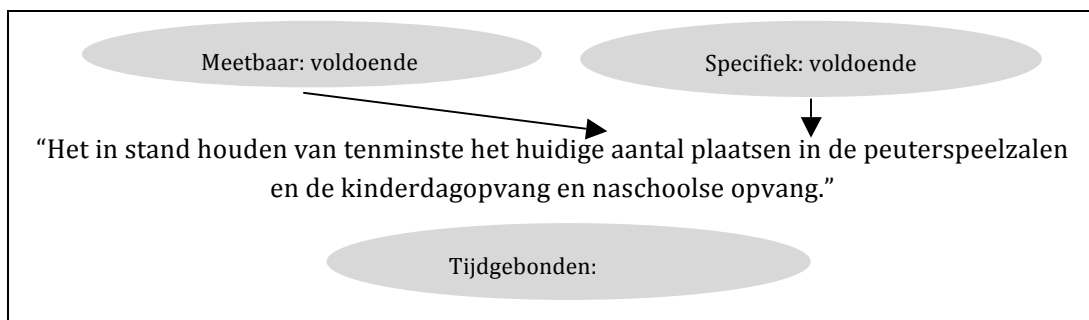 Meetbaar: voldoende
Specifiek: voldoende
“Het in stand houden van tenminste het huidige aantal plaatsen in de peuterspeelzalen
en de kinderdagopvang en naschoolse opvang.”
Tijdgebonden: